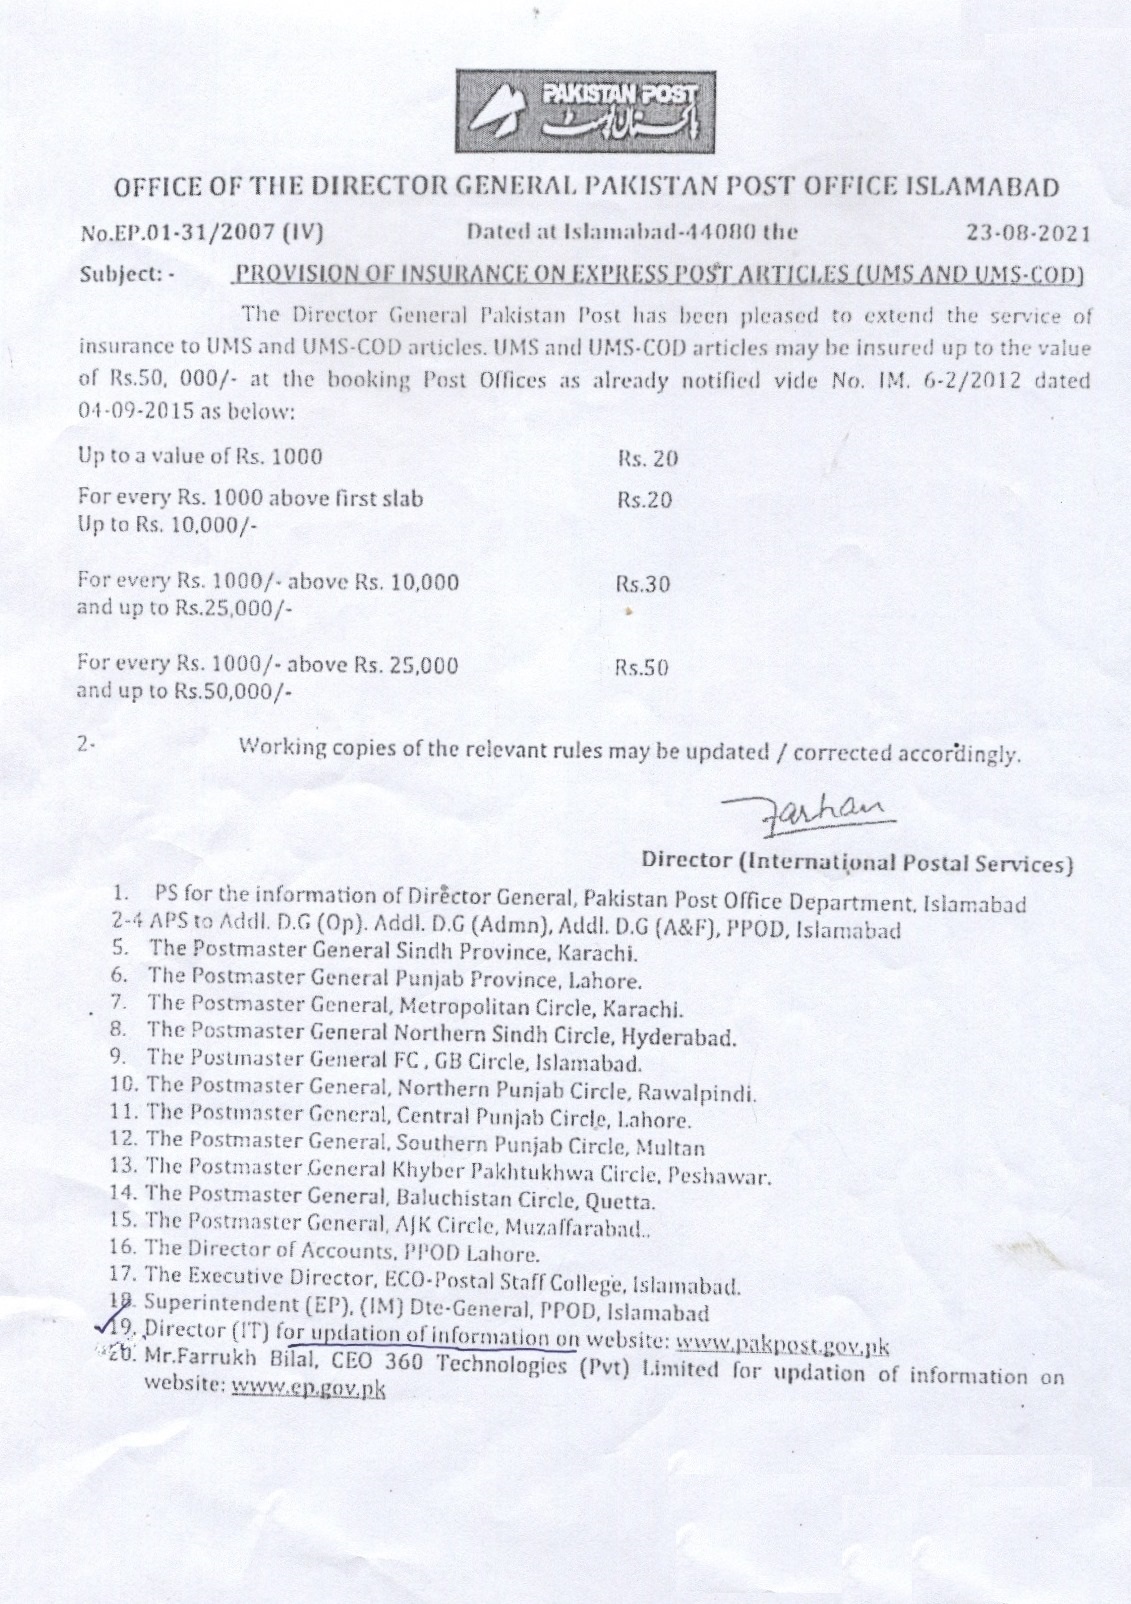 PAKISTAN POST
پاکستان پوسٹ
OFFICE OF THE DIRECTOR GENERAL PAKISTAN POST OFFICE ISLAMABAD
No.EP.01-31/2007 (IV) Dated at Islamabad-44080 the 23-08-2021
Subject: - PROVISION OF INSURANCE ON EXPRESS POST ARTICLES (UMS AND UMS-COD)
The Director General Pakistan Post has been pleased to extend the service of
insurance to UMS and UMS-COD articles. UMS and UMS-COD articles may be insured up to the value
of Rs.50, 000/- at the booking Post Offices as already notified vide No. IM. 6-2/2012 dated
04-09-2015 as below:
Up to a value of Rs. 1000 Rs. 20
For every Rs. 1000 above first slab Rs.20
Up to Rs. 10,000/-
For every Rs. 1000/- above Rs. 10,000 Rs.30
and up to Rs.25,000/-
For every Rs. 1000/- above Rs. 25,000 Rs.50
and up to Rs.50,000/-
2- Working copies of the relevant rules may be updated / corrected accordingly.
Farhan
Director (International Postal Services)
1. PS for the information of Director General, Pakistan Post Office Department, Islamabad
2-4 APS to Addl. D.G (Op). Addl. D.G (Admn), Addl. D.G (A&F), PPOD, Islamabad
5. The Postmaster General Sindh Province, Karachi.
6. The Postmaster General Punjab Province, Lahore.
7. The Postmaster General, Metropolitan Circle, Karachi.
8. The Postmaster General Northern Sindh Circle, Hyderabad.
9. The Postmaster General FC , GB Circle, Islamabad.
10. The Postmaster General, Northern Punjab Circle, Rawalpindi.
11. The Postmaster General, Central Punjab Circle, Lahore.
12. The Postmaster General, Southern Punjab Circle, Multan
13. The Postmaster General Khyber Pakhtukhwa Circle, Peshawar.
14. The Postmaster General, Baluchistan Circle, Quetta.
15. The Postmaster General, AJK Circle, Muzaffarabad..
16. The Director of Accounts, PPOD Lahore.
17. The Executive Director, ECO-Postal Staff College, Islamabad.
18. Superintendent (EP), (IM) Dte-General, PPOD, Islamabad
19. Director (IT) for updation of information on website: www.pakpost.gov.pk
20. Mr.Farrukh Bilal, CEO 360 Technologies (Pvt) Limited for updation of information on
website: www.ep.gov.pk